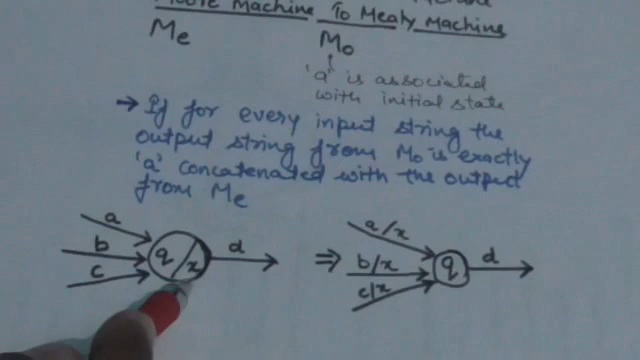 Moore Machine To Mealy Machine
Me Mo
'a' is associated
with initial state
→ If for every input string the
output string from Mo is exactly
'a' concatenated with the output
from Me
a
b
c
q/x
d
⇒
a/x
b/x
c/x
q
d